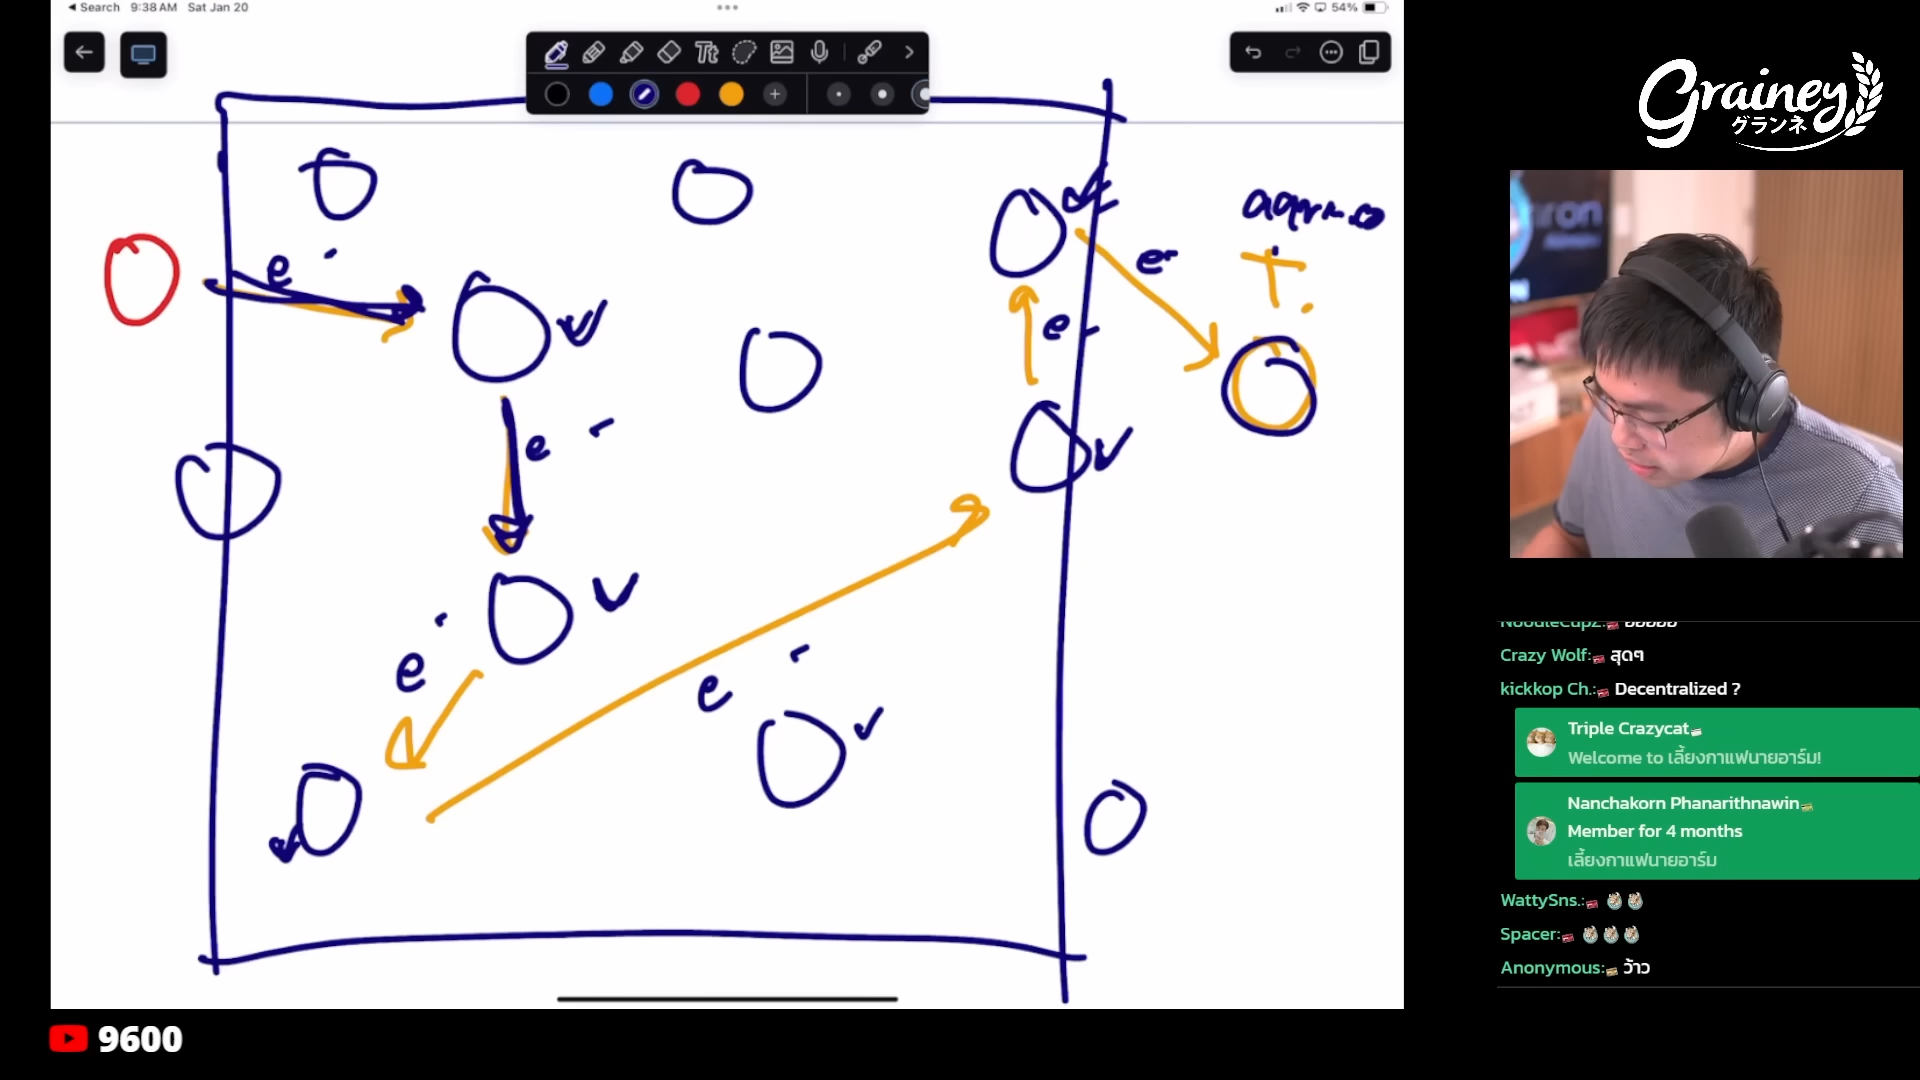 Search 9:38 AM Sat Jan 20
54%
Tt
Grainey
グランネ
e
e-
e-
e
e
e
Crazy Wolf: สุดๆ
kickkop Ch.: Decentralized ?
Triple Crazycat
Welcome to เลี้ยงกาแฟนายอาร์ม!
Nanchakorn Phanarithnawin
Member for 4 months
เลี้ยงกาแฟนายอาร์ม
WattySns.:
Spacer:
Anonymous: ว้าว
9600